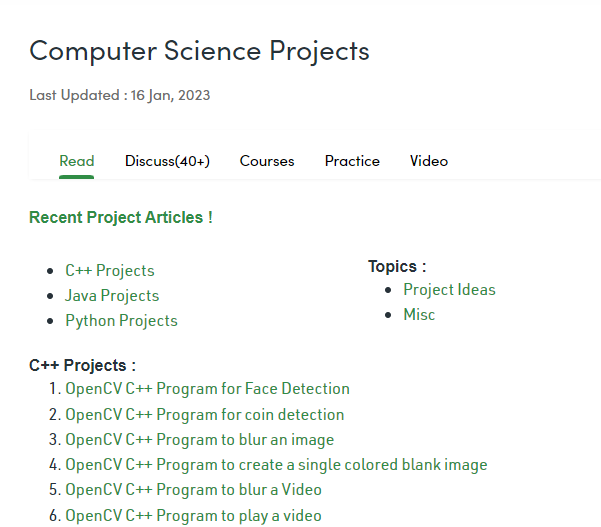 Computer Science Projects
Last Updated : 16 Jan, 2023
Read Discuss(40+) Courses Practice Video
Recent Project Articles !
C++ Projects
Java Projects
Python Projects
Topics :
Project Ideas
Misc
C++ Projects :
1. OpenCV C++ Program for Face Detection
2. OpenCV C++ Program for coin detection
3. OpenCV C++ Program to blur an image
4. OpenCV C++ Program to create a single colored blank image
5. OpenCV C++ Program to blur a Video
6. OpenCV C++ Program to play a video